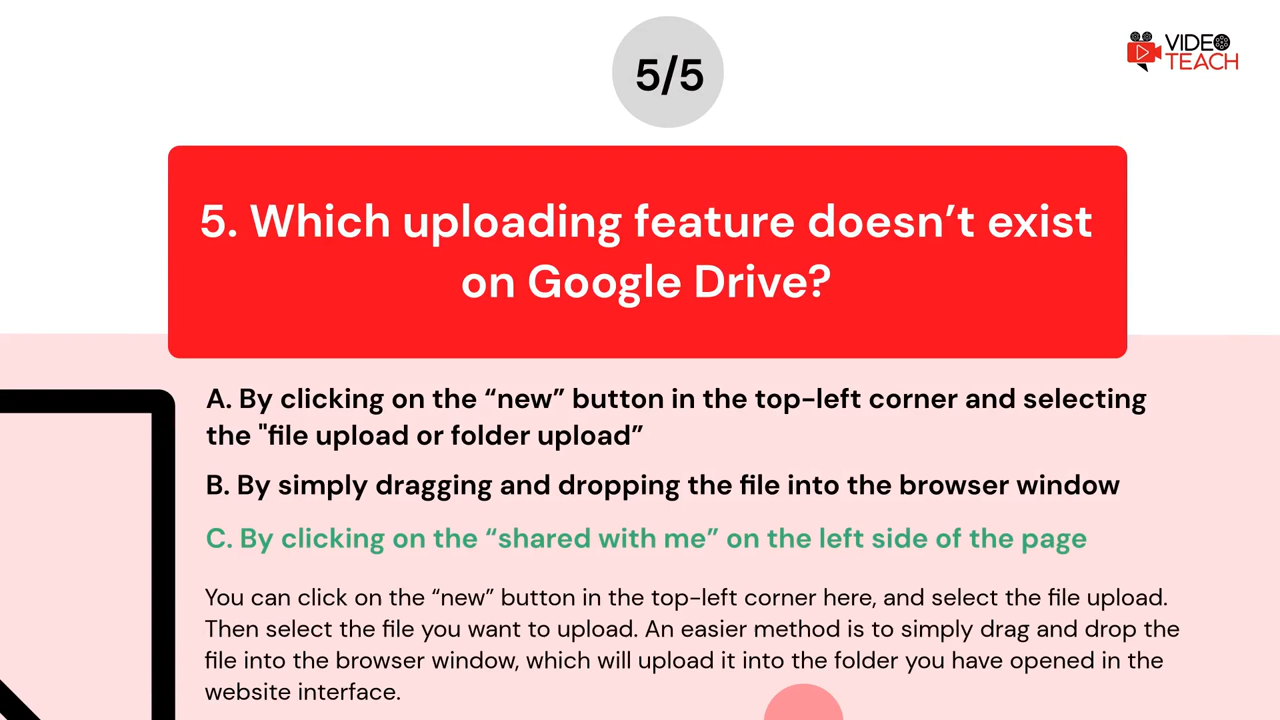 5/5
VIDEO
TEACH
5. Which uploading feature doesn’t exist
on Google Drive?
A. By clicking on the “new” button in the top-left corner and selecting
the "file upload or folder upload”
B. By simply dragging and dropping the file into the browser window
C. By clicking on the “shared with me” on the left side of the page
You can click on the “new” button in the top-left corner here, and select the file upload.
Then select the file you want to upload. An easier method is to simply drag and drop the
file into the browser window, which will upload it into the folder you have opened in the
website interface.